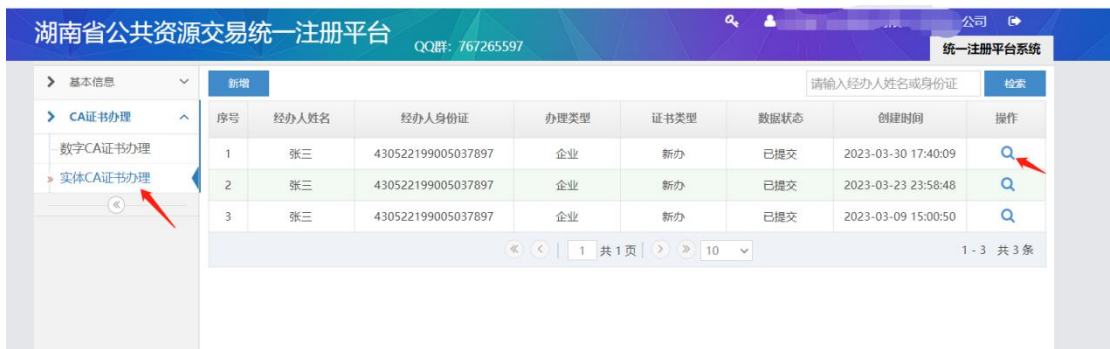 湖南省公共资源交易统一注册平台
QQ群：767265597
公司
统一注册平台系统
基本信息
CA证书办理
数字CA证书办理
实体CA证书办理
新增
请输入经办人姓名或身份证
检索
序号 经办人姓名 经办人身份证 办理类型 证书类型 数据状态 创建时间 操作
1 张三 430522199005037897 企业 新办 已提交 2023-03-30 17:40:09
2 张三 430522199005037897 企业 新办 已提交 2023-03-23 23:58:48
3 张三 430522199005037897 企业 新办 已提交 2023-03-09 15:00:50
1 共1页 10 1 - 3 共3条